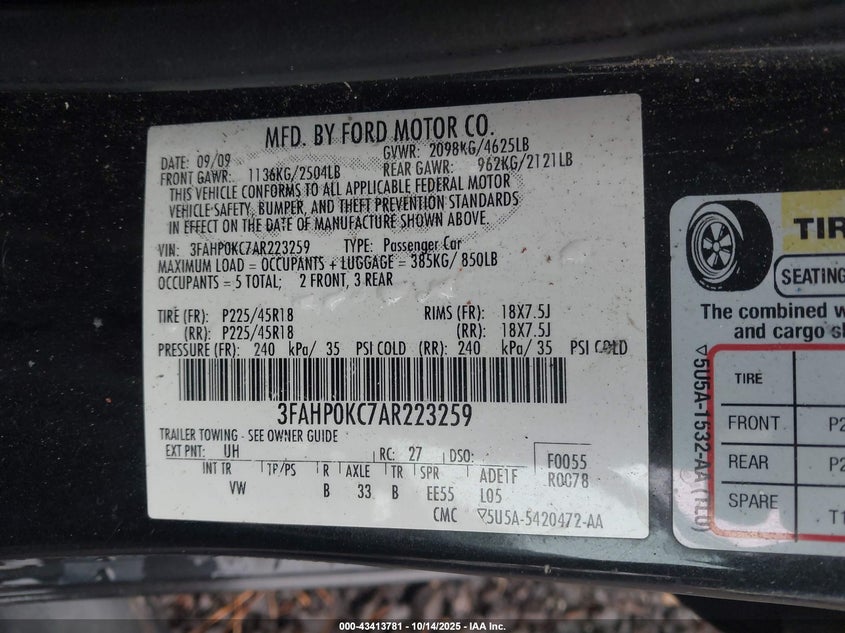 MFD. BY FORD MOTOR CO.
DATE: 09/09 GVWR: 2098KG/4625LB
FRONT GAWR: 1136KG/2504LB REAR GAWR: 962KG/2121LB
THIS VEHICLE CONFORMS TO ALL APPLICABLE FEDERAL MOTOR
VEHICLE SAFETY, BUMPER, AND THEFT PREVENTION STANDARDS
IN EFFECT ON THE DATE OF MANUFACTURE SHOWN ABOVE.
VIN: 3FAHP0KC7AR223259 TYPE: Passenger Car
MAXIMUM LOAD = OCCUPANTS + LUGGAGE = 385KG/ 850LB
OCCUPANTS = 5 TOTAL; 2 FRONT, 3 REAR
TIRE (FR): P225/45R18 RIMS (FR): 18X7.5J
(RR): P225/45R18 (RR): 18X7.5J
PRESSURE (FR): 240 kPa/ 35 PSI COLD (RR): 240 kPa/ 35 PSI COLD
3FAHP0KC7AR223259
TRAILER TOWING - SEE OWNER GUIDE
EXT PNT: UH RC: 27 DSO: F0055
INT TR TP/PS R AXLE TR SPR ADE1F R0078
VW B 33 B EE55 L05
CMC 5U5A-5420472-AA
TIR
SEATING
The combined w
and cargo sh
5U5A-1532-AA
TIRE
FRONT P2
REAR P2
SPARE T1
000-43413781 - 10/14/2025 - IAA Inc.